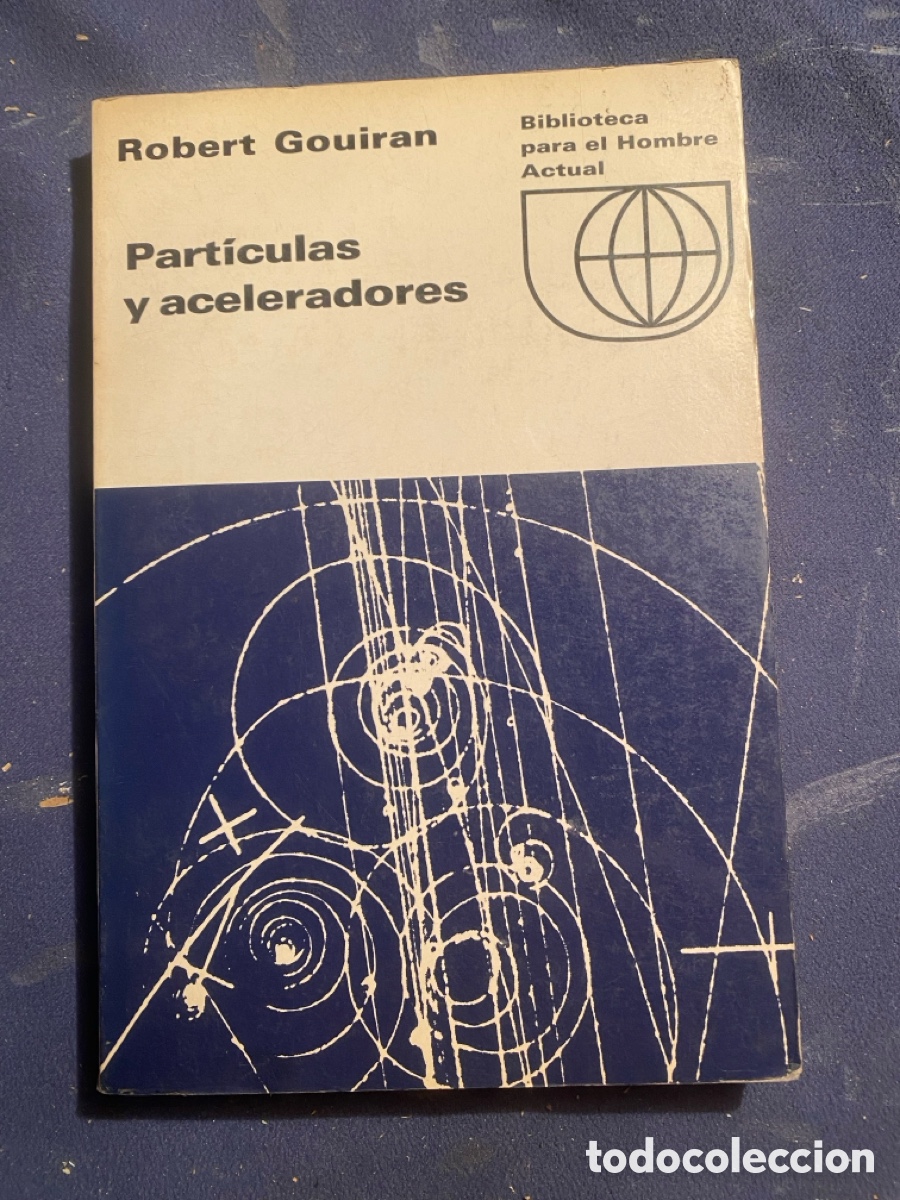 Robert Gouiran
Biblioteca
para el Hombre
Actual
Partículas
y aceleradores
todocoleccion